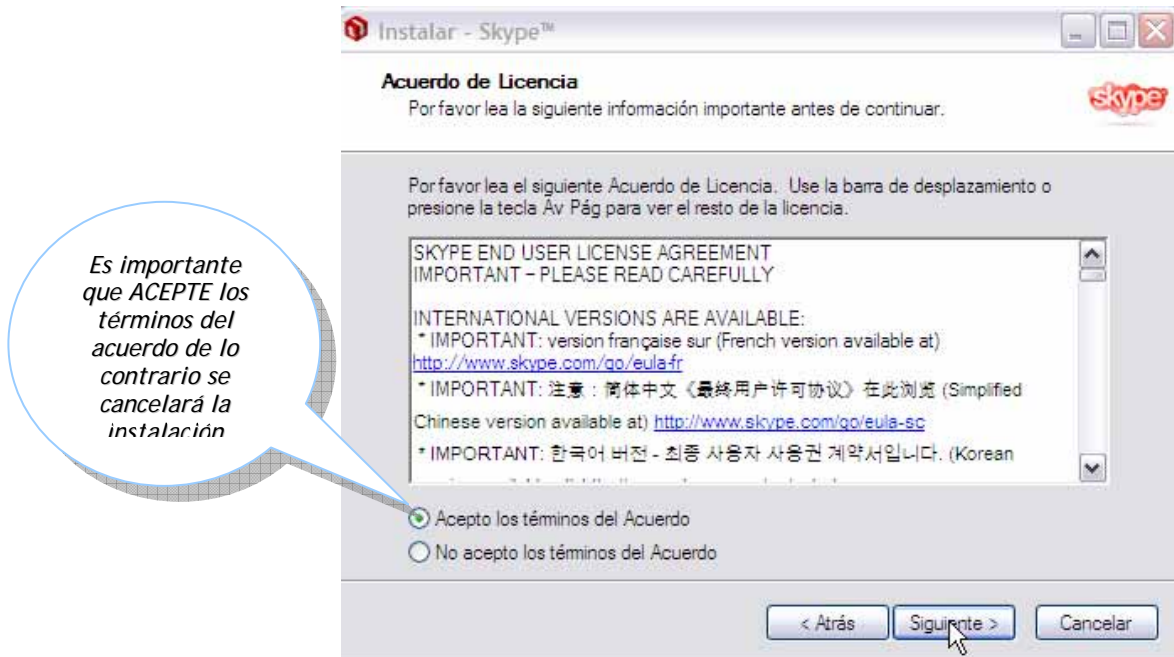 Instalar - Skype™
Acuerdo de Licencia
Por favor lea la siguiente información importante antes de continuar.
skype
Por favor lea el siguiente Acuerdo de Licencia. Use la barra de desplazamiento o
presione la tecla Av Pág para ver el resto de la licencia.
SKYPE END USER LICENSE AGREEMENT
IMPORTANT – PLEASE READ CAREFULLY
INTERNATIONAL VERSIONS ARE AVAILABLE:
* IMPORTANT: version française sur (French version available at)
http://www.skype.com/go/eula-fr
* IMPORTANT: 注意：简体中文《最终用户许可协议》在此浏览 (Simplified
Chinese version available at) http://www.skype.com/go/eula-sc
* IMPORTANT: 한국어 버전 - 최종 사용자 사용권 계약서입니다. (Korean
Es importante
que ACEPTE los
términos del
acuerdo de lo
contrario se
cancelará la
instalación
Acepto los términos del Acuerdo
No acepto los términos del Acuerdo
< Atrás
Siguiente >
Cancelar